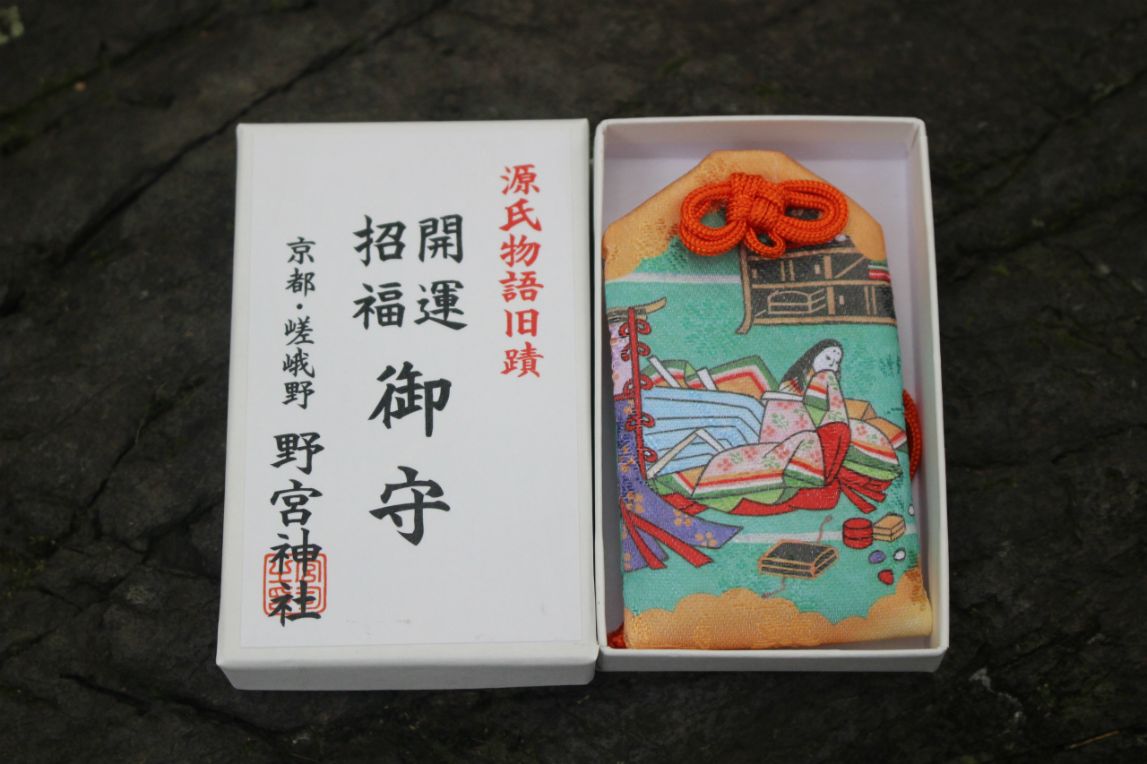 源氏物語旧蹟
開運
招福
御守
京都・嵯峨野 野宮神社